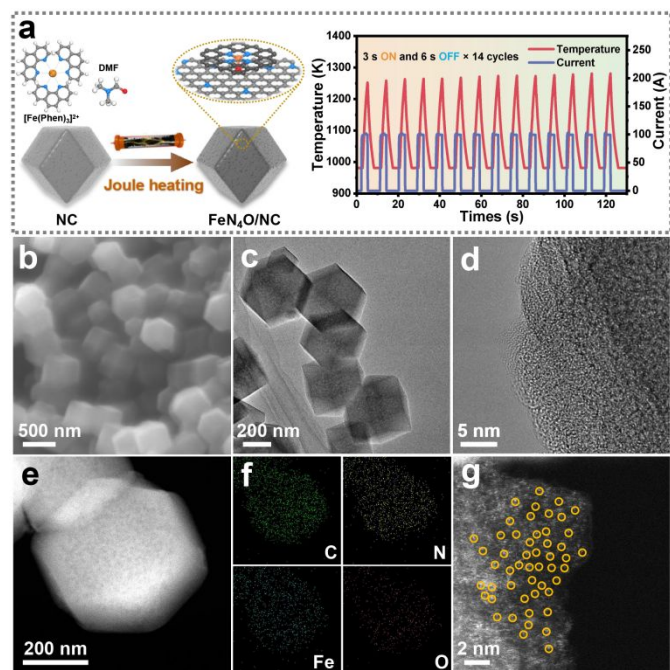 a
DMF
[Fe(Phen)₃]²⁺
Joule heating
NC
FeN₄O/NC
3 s ON and 6 s OFF × 14 cycles
Temperature
Current
Temperature (K)
1400
1300
1200
1100
1000
900
0 20 40 60 80 100 120
Times (s)
250
200
150
100
50
0
Current (A)
b
500 nm
c
200 nm
d
5 nm
e
200 nm
f
C
N
Fe
O
g
2 nm